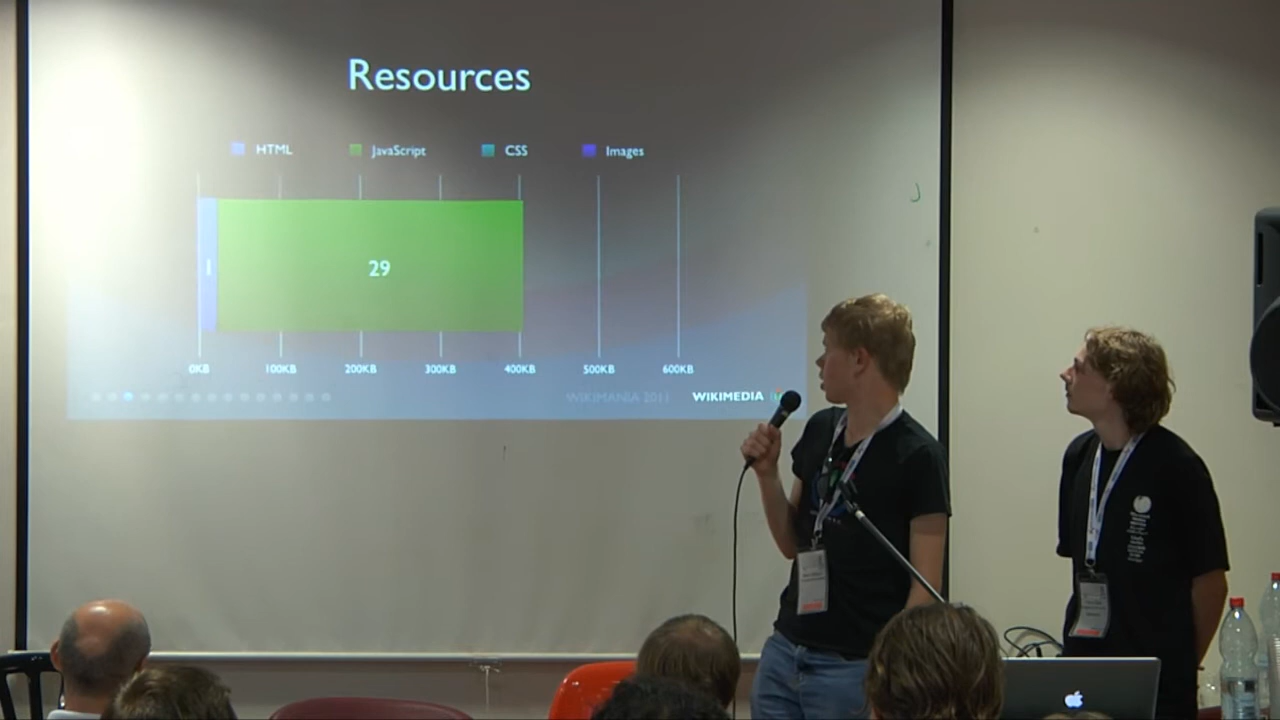 Resources
HTML JavaScript CSS Images
1 29
0KB 100KB 200KB 300KB 400KB 500KB 600KB
WIKIMANIA 2011 WIKIMEDIA